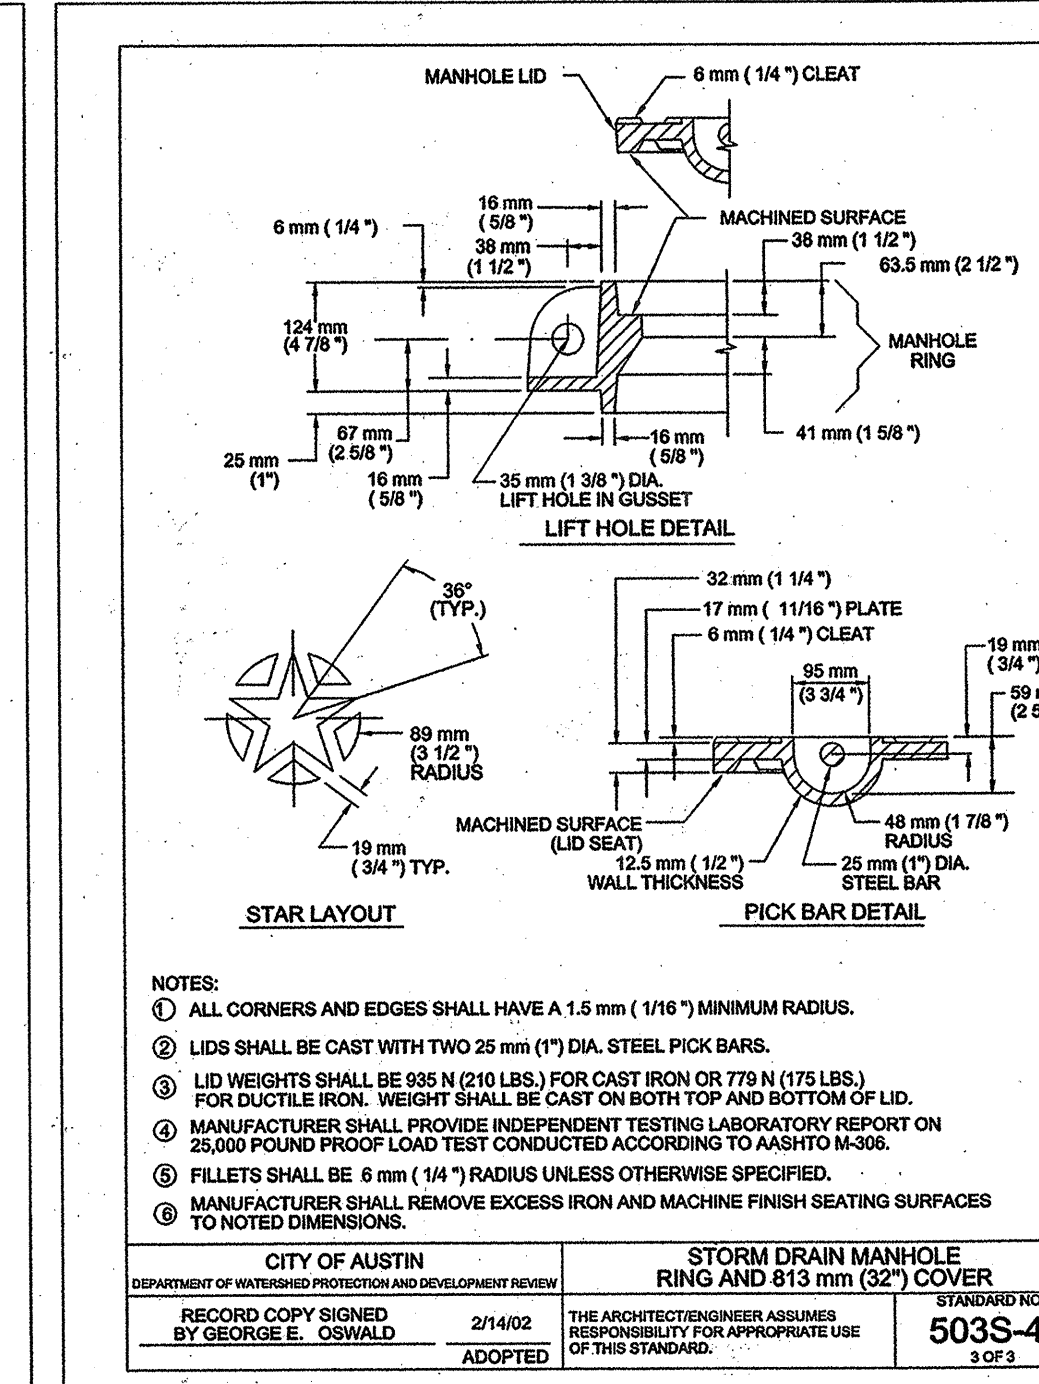 MANHOLE LID
6 mm ( 1/4 ") CLEAT
16 mm
( 5/8 ")
MACHINED SURFACE
6 mm ( 1/4 ")
38 mm
(1 1/2 ")
38 mm (1 1/2 ")
63.5 mm (2 1/2 ")
124 mm
(4 7/8 ")
MANHOLE
RING
67 mm
(2 5/8 ")
16 mm
( 5/8 ")
41 mm (1 5/8 ")
25 mm
(1")
16 mm
( 5/8 ")
35 mm (1 3/8 ") DIA.
LIFT HOLE IN GUSSET
LIFT HOLE DETAIL
36°
(TYP.)
89 mm
(3 1/2 ")
RADIUS
19 mm
( 3/4 ") TYP.
STAR LAYOUT
32 mm (1 1/4 ")
17 mm ( 11/16 ") PLATE
6 mm ( 1/4 ") CLEAT
95 mm
(3 3/4 ")
19 mm
( 3/4 ")
59
(2 5
MACHINED SURFACE
(LID SEAT)
48 mm (1 7/8 ")
RADIUS
12.5 mm ( 1/2 ")
WALL THICKNESS
25 mm (1") DIA.
STEEL BAR
PICK BAR DETAIL
NOTES:
① ALL CORNERS AND EDGES SHALL HAVE A 1.5 mm ( 1/16 ") MINIMUM RADIUS.
② LIDS SHALL BE CAST WITH TWO 25 mm (1") DIA. STEEL PICK BARS.
③ LID WEIGHTS SHALL BE 935 N (210 LBS.) FOR CAST IRON OR 779 N (175 LBS.)
FOR DUCTILE IRON. WEIGHT SHALL BE CAST ON BOTH TOP AND BOTTOM OF LID.
④ MANUFACTURER SHALL PROVIDE INDEPENDENT TESTING LABORATORY REPORT ON
25,000 POUND PROOF LOAD TEST CONDUCTED ACCORDING TO AASHTO M-306.
⑤ FILLETS SHALL BE 6 mm ( 1/4 ") RADIUS UNLESS OTHERWISE SPECIFIED.
⑥ MANUFACTURER SHALL REMOVE EXCESS IRON AND MACHINE FINISH SEATING SURFACES
TO NOTED DIMENSIONS.
CITY OF AUSTIN
DEPARTMENT OF WATERSHED PROTECTION AND DEVELOPMENT REVIEW
STORM DRAIN MANHOLE
RING AND 813 mm (32") COVER
RECORD COPY SIGNED
BY GEORGE E. OSWALD
2/14/02
ADOPTED
THE ARCHITECT/ENGINEER ASSUMES
RESPONSIBILITY FOR APPROPRIATE USE
OF THIS STANDARD.
STANDARD NO
503S-4
3 OF 3